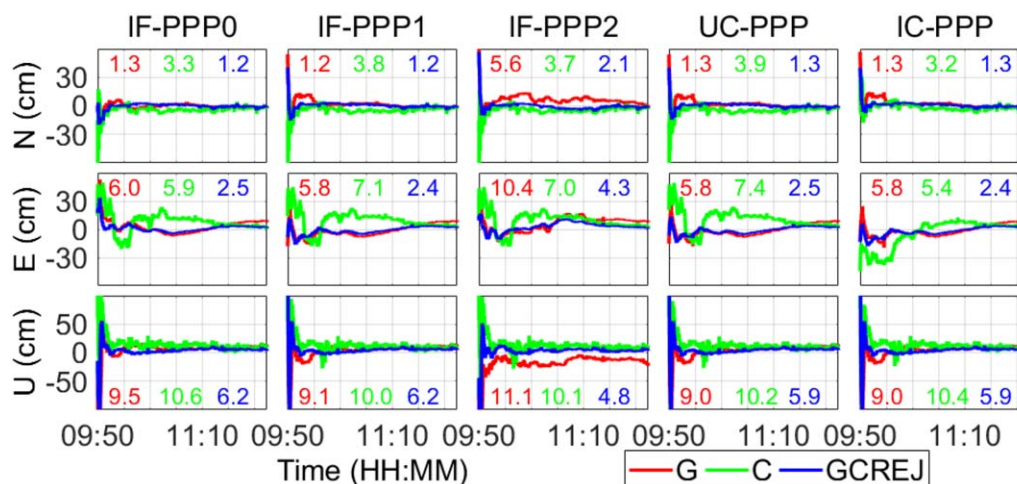 IF-PPP0 IF-PPP1 IF-PPP2 UC-PPP IC-PPP
N (cm) 30 0 -30
1.3 3.3 1.2 1.2 3.8 1.2 5.6 3.7 2.1 1.3 3.9 1.3 1.3 3.2 1.3
E (cm) 30 0 -30
6.0 5.9 2.5 5.8 7.1 2.4 10.4 7.0 4.3 5.8 7.4 2.5 5.8 5.4 2.4
U (cm) 50 0 -50
9.5 10.6 6.2 9.1 10.0 6.2 11.1 10.1 4.8 9.0 10.2 5.9 9.0 10.4 5.9
09:50 11:10 09:50 11:10 09:50 11:10 09:50 11:10 09:50 11:10
Time (HH:MM) G C GCREJ